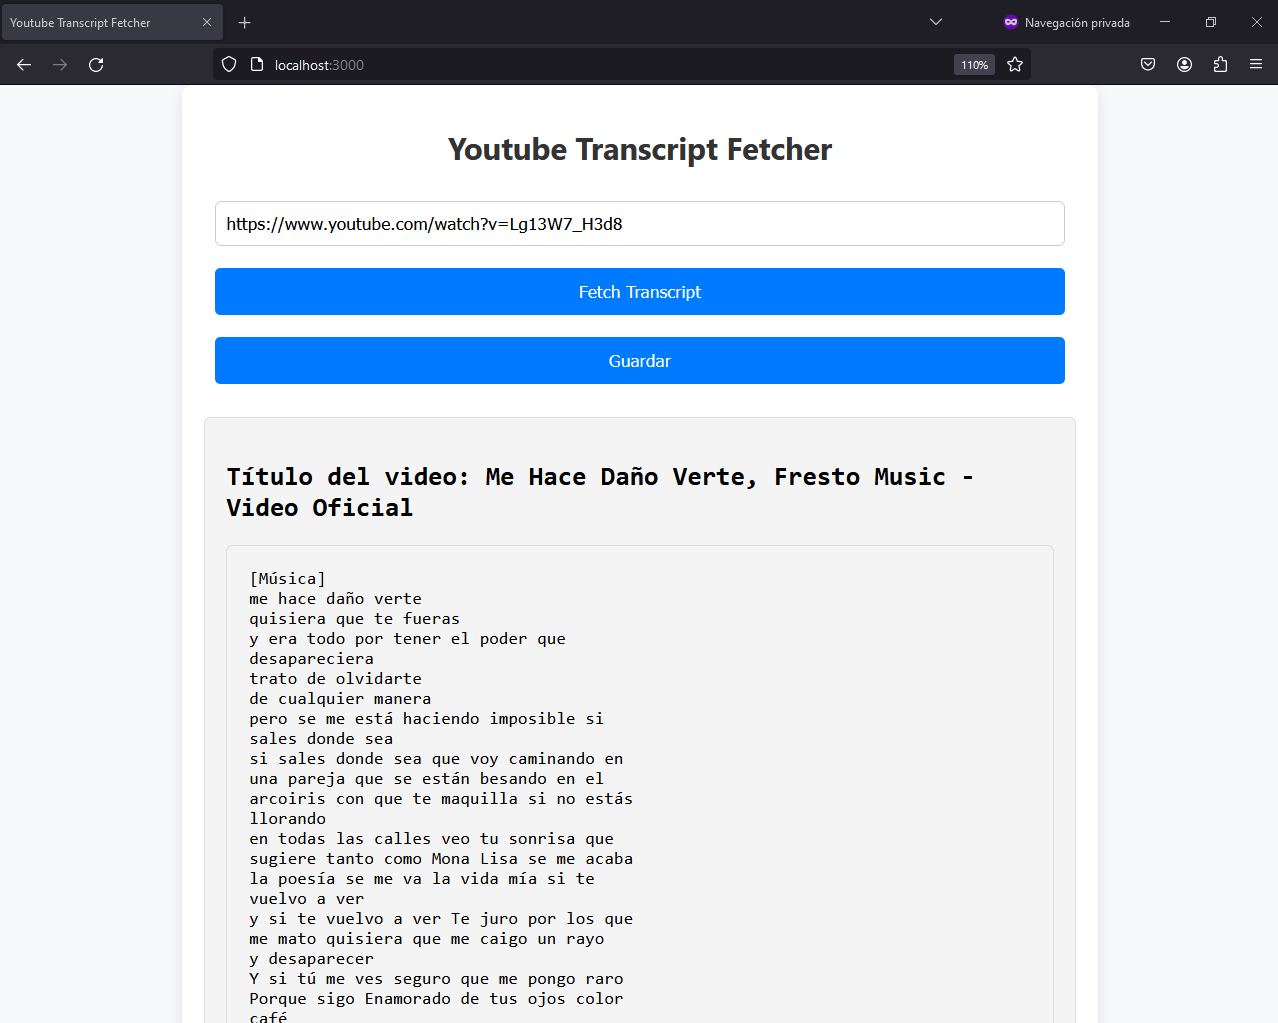 Youtube Transcript Fetcher
Navegación privada
localhost:3000
110%
Youtube Transcript Fetcher
https://www.youtube.com/watch?v=Lg13W7_H3d8
Fetch Transcript
Guardar
Título del video: Me Hace Daño Verte, Fresto Music -
Video Oficial
[Música]
me hace daño verte
quisiera que te fueras
y era todo por tener el poder que
desapareciera
trato de olvidarte
de cualquier manera
pero se me está haciendo imposible si
sales donde sea
si sales donde sea que voy caminando en
una pareja que se están besando en el
arcoiris con que te maquilla si no estás
llorando
en todas las calles veo tu sonrisa que
sugiere tanto como Mona Lisa se me acaba
la poesía se me va la vida mía si te
vuelvo a ver
y si te vuelvo a ver Te juro por los que
me mato quisiera que me caigo un rayo
y desaparecer
Y si tú me ves seguro que me pongo raro
Porque sigo Enamorado de tus ojos color
café